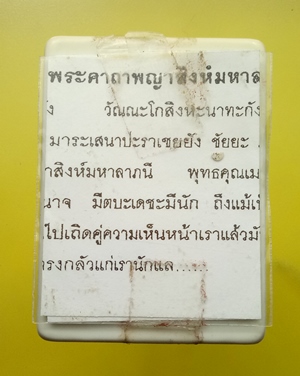 พระคาถาพญาสิงห์มหาล
ัง วัณณะโกสิงหะนาทะกัง
มาระเสนาปะราเชยยัง ชัยยะ
าสิงห์มหาลาภนี้ พุทธคุณเม
นาจ มีตบะเดชะมีนัก ถึงแม้เป
ไปเถิดคู่ความเห็นหน้าเราแล้วมั
เรงกลัวแก่เรานักแล......